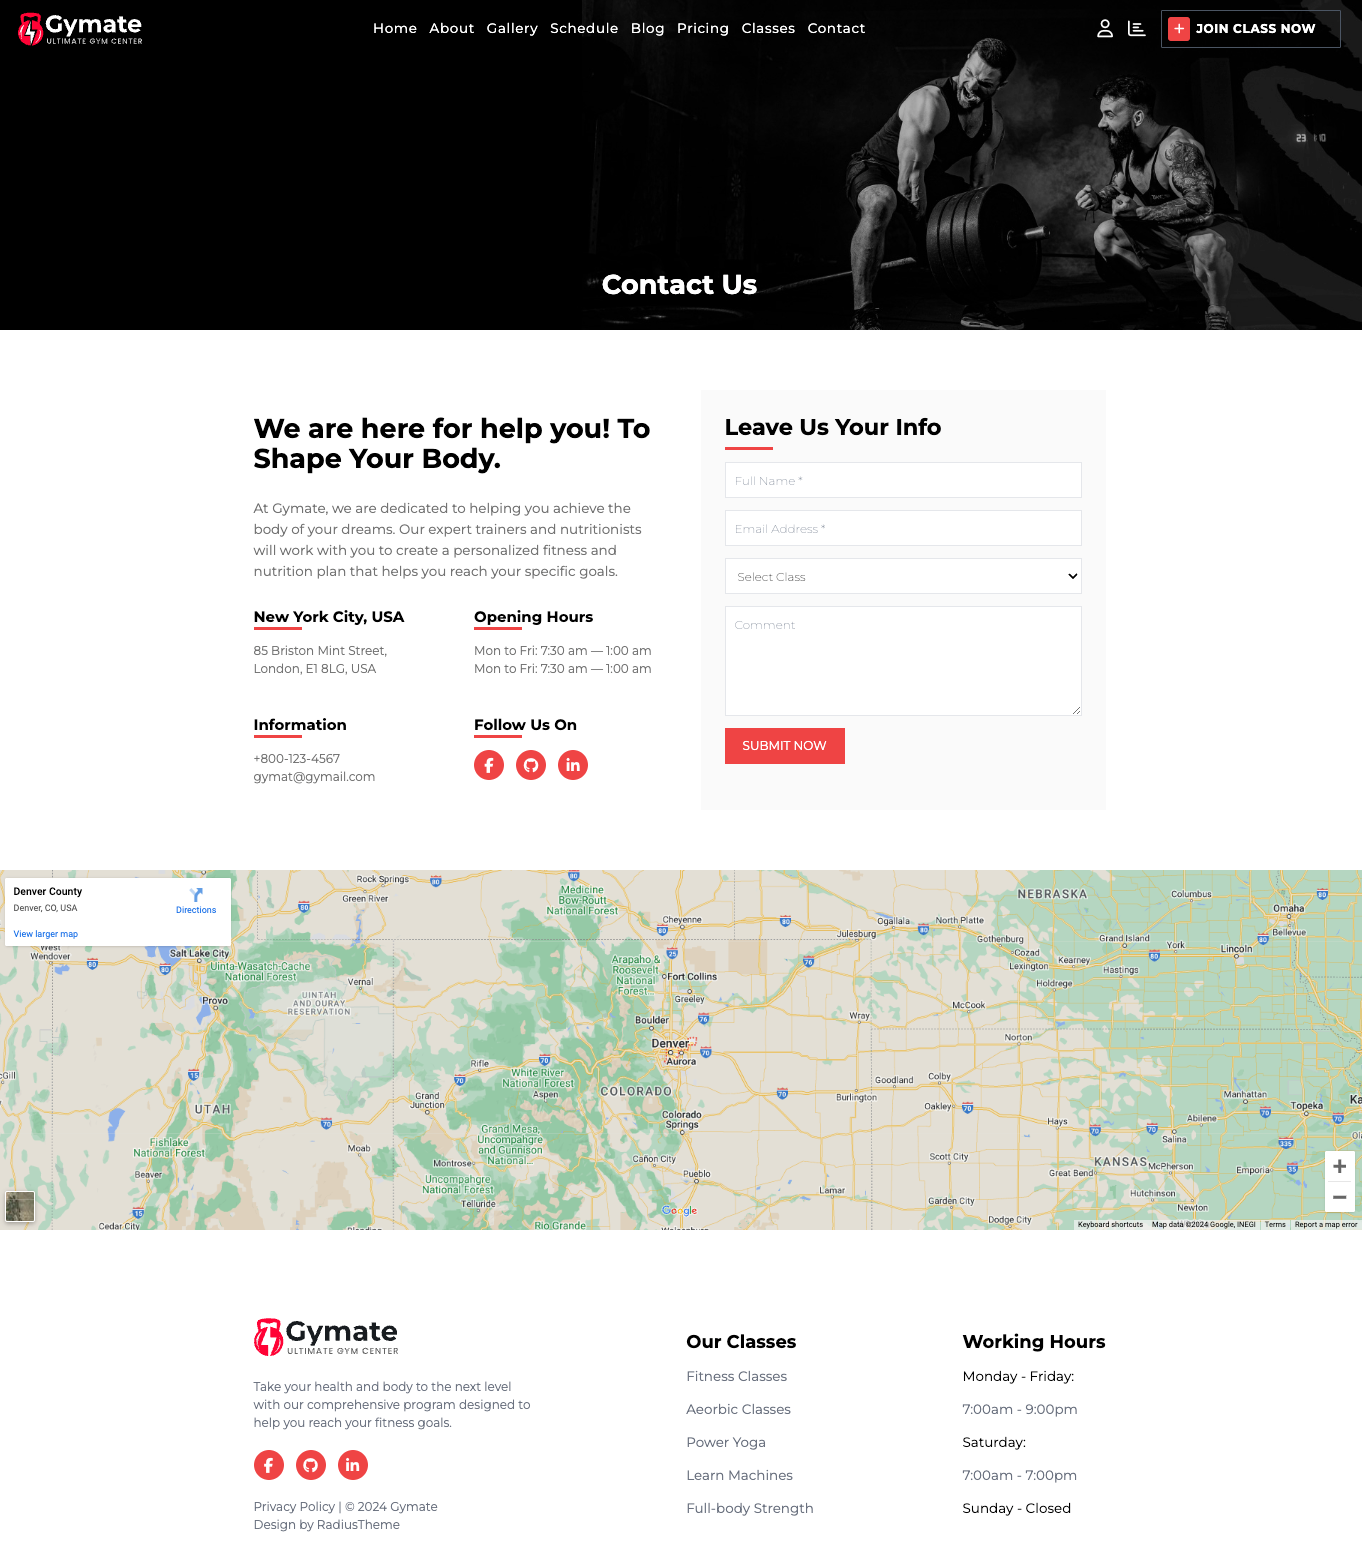 Gymate
ULTIMATE GYM CENTER
Home About Gallery Schedule Blog Pricing Classes Contact
JOIN CLASS NOW
23
Contact Us
We are here for help you! To
Shape Your Body.
At Gymate, we are dedicated to helping you achieve the
body of your dreams. Our expert trainers and nutritionists
will work with you to create a personalized fitness and
nutrition plan that helps you reach your specific goals.
New York City, USA
85 Briston Mint Street,
London, E1 8LG, USA
Opening Hours
Mon to Fri: 7:30 am — 1:00 am
Mon to Fri: 7:30 am — 1:00 am
Information
+800-123-4567
gymat@gymail.com
Follow Us On
Leave Us Your Info
Full Name *
Email Address *
Select Class
Comment
SUBMIT NOW
Denver County
Denver, CO, USA
Directions
View larger map
Rock Springs
Green River
Medicine
Bow-Routt
National Forest
Cheyenne
NEBRASKA
Columbus
Omaha
Bellevue
Ogallala
North Platte
Julesburg
Gothenburg
Grand Island
York
Lincoln
Cozad
Lexington
Kearney
Hastings
Holdrege
West
Wendover
Salt Lake City
Uinta-Wasatch-Cache
National Forest
Vernal
Arapaho &
Roosevelt
National
Forest
Fort Collins
Greeley
Provo
UINTAH
AND OURAY
RESERVATION
Boulder
McCook
Wray
Denver
Aurora
Norton
cGill
Rifle
White River
National Forest
Aspen
COLORADO
Goodland
Colby
Burlington
Oakley
Manhattan
Topeka
Ka
UTAH
Grand
Junction
Colorado
Springs
Hays
Abilene
Salina
Moab
Fishlake
National Forest
Grand Mesa,
Uncompahgre
and Gunnison
National...
Montrose
Cañon City
Pueblo
Scott City
Great Bend
KANSAS
McPherson
Emporia
Beaver
Uncompahgre
National Forest
Telluride
Lamar
Garden City
Hutchinson
Newton
Cedar City
Rio Grande
Google
Walsenburg
Dodge City
Keyboard shortcuts Map data ©2024 Google, INEGI Terms Report a map error
Gymate
ULTIMATE GYM CENTER
Take your health and body to the next level
with our comprehensive program designed to
help you reach your fitness goals.
Privacy Policy | © 2024 Gymate
Design by RadiusTheme
Our Classes
Fitness Classes
Aeorbic Classes
Power Yoga
Learn Machines
Full-body Strength
Working Hours
Monday - Friday:
7:00am - 9:00pm
Saturday:
7:00am - 7:00pm
Sunday - Closed